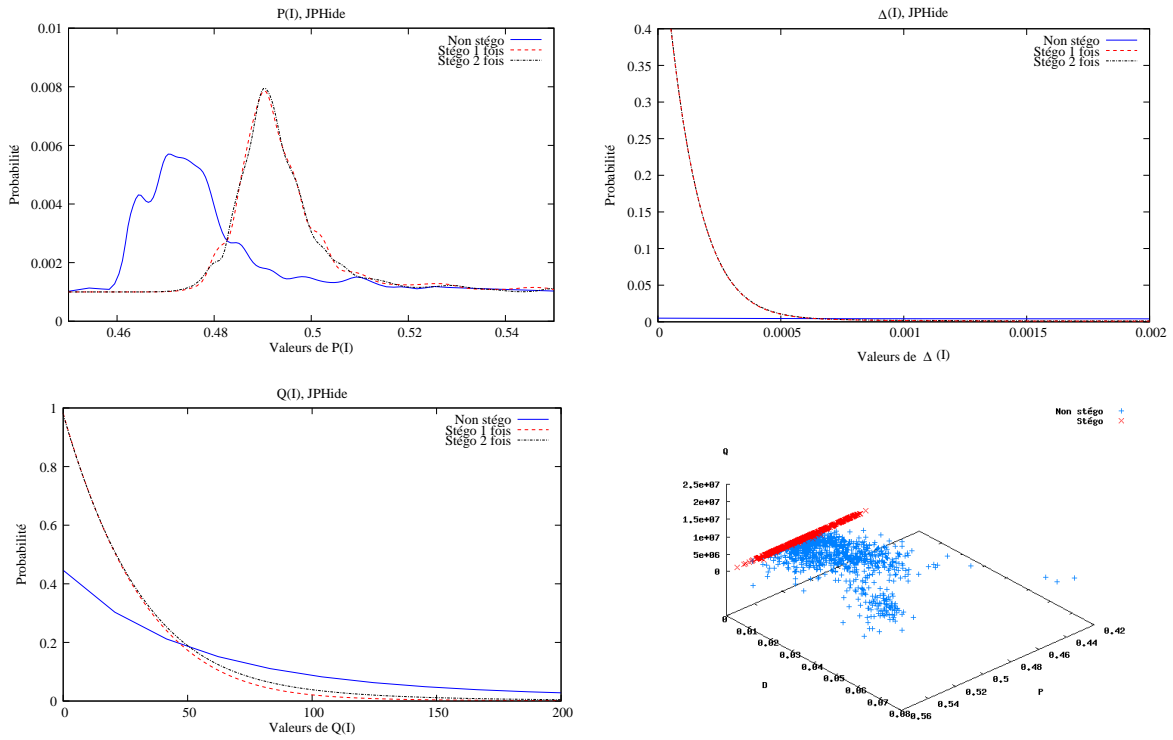 P(I), JPHide
Non stégo
Stégo 1 fois
Stégo 2 fois
0.01
0.008
0.006
0.004
0.002
0
Probabilité
0.46
0.48
0.5
0.52
0.54
Valeurs de P(I)
Δ(I), JPHide
Non stégo
Stégo 1 fois
Stégo 2 fois
0.4
0.35
0.3
0.25
0.2
0.15
0.1
0.05
0
Probabilité
0
0.0005
0.001
0.0015
0.002
Valeurs de Δ (I)
Q(I), JPHide
Non stégo
Stégo 1 fois
Stégo 2 fois
1
0.8
0.6
0.4
0.2
0
Probabilité
0
50
100
150
200
Valeurs de Q(I)
Non stégo
Stégo
Q
2.5e+07
2e+07
1.5e+07
1e+07
5e+06
0
0
0.01
0.02
0.03
0.04
0.05
0.06
0.07
0.08
D
0.56
0.54
0.52
0.5
0.48
0.46
0.44
0.42
P